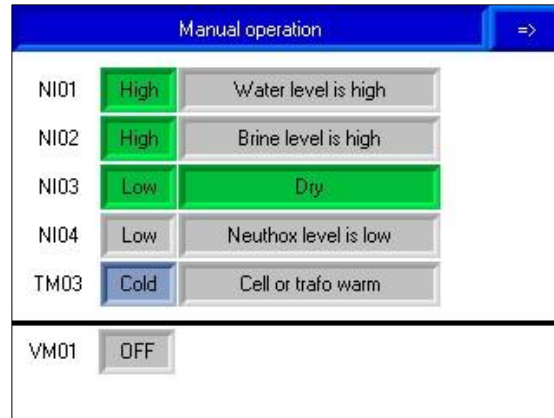 Manual operation =>
NI01 High Water level is high
NI02 High Brine level is high
NI03 Low Dry
NI04 Low Neuthox level is low
TM03 Cold Cell or trafo warm
VM01 OFF